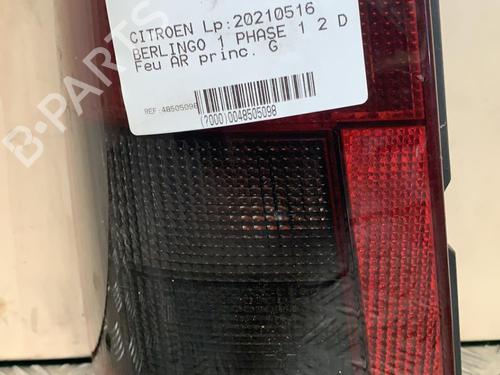 CITROEN Lp:20210516
BERLINGO 1 PHASE 1 2 D
Feu AR princ. G
REF:48505098
(2000)0048505098
B-PARTS